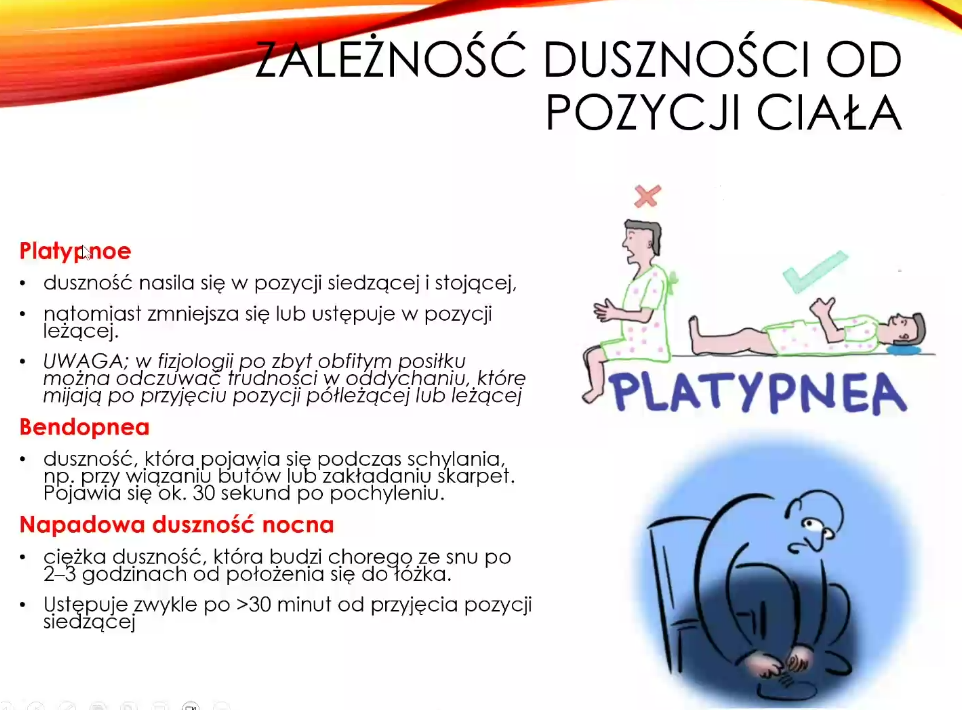 ZALEŻNOŚĆ DUSZNOŚCI OD
POZYCJI CIAŁA
Platypnoe
• duszność nasila się w pozycji siedzącej i stojącej,
• natomiast zmniejsza się lub ustępuje w pozycji
leżącej.
• UWAGA; w fizjologii po zbyt obfitym posiłku
można odczuwać trudności w oddychaniu, które
mijają po przyjęciu pozycji półleżącej lub leżącej
Bendopnea
• duszność, która pojawia się podczas schylania,
np. przy wiązaniu butów lub zakładaniu skarpet.
Pojawia się ok. 30 sekund po pochyleniu.
Napadowa duszność nocna
• ciężka duszność, która budzi chorego ze snu po
2–3 godzinach od położenia się do łóżka.
• Ustępuje zwykle po >30 minut od przyjęcia pozycji
siedzącej
PLATYPNEA